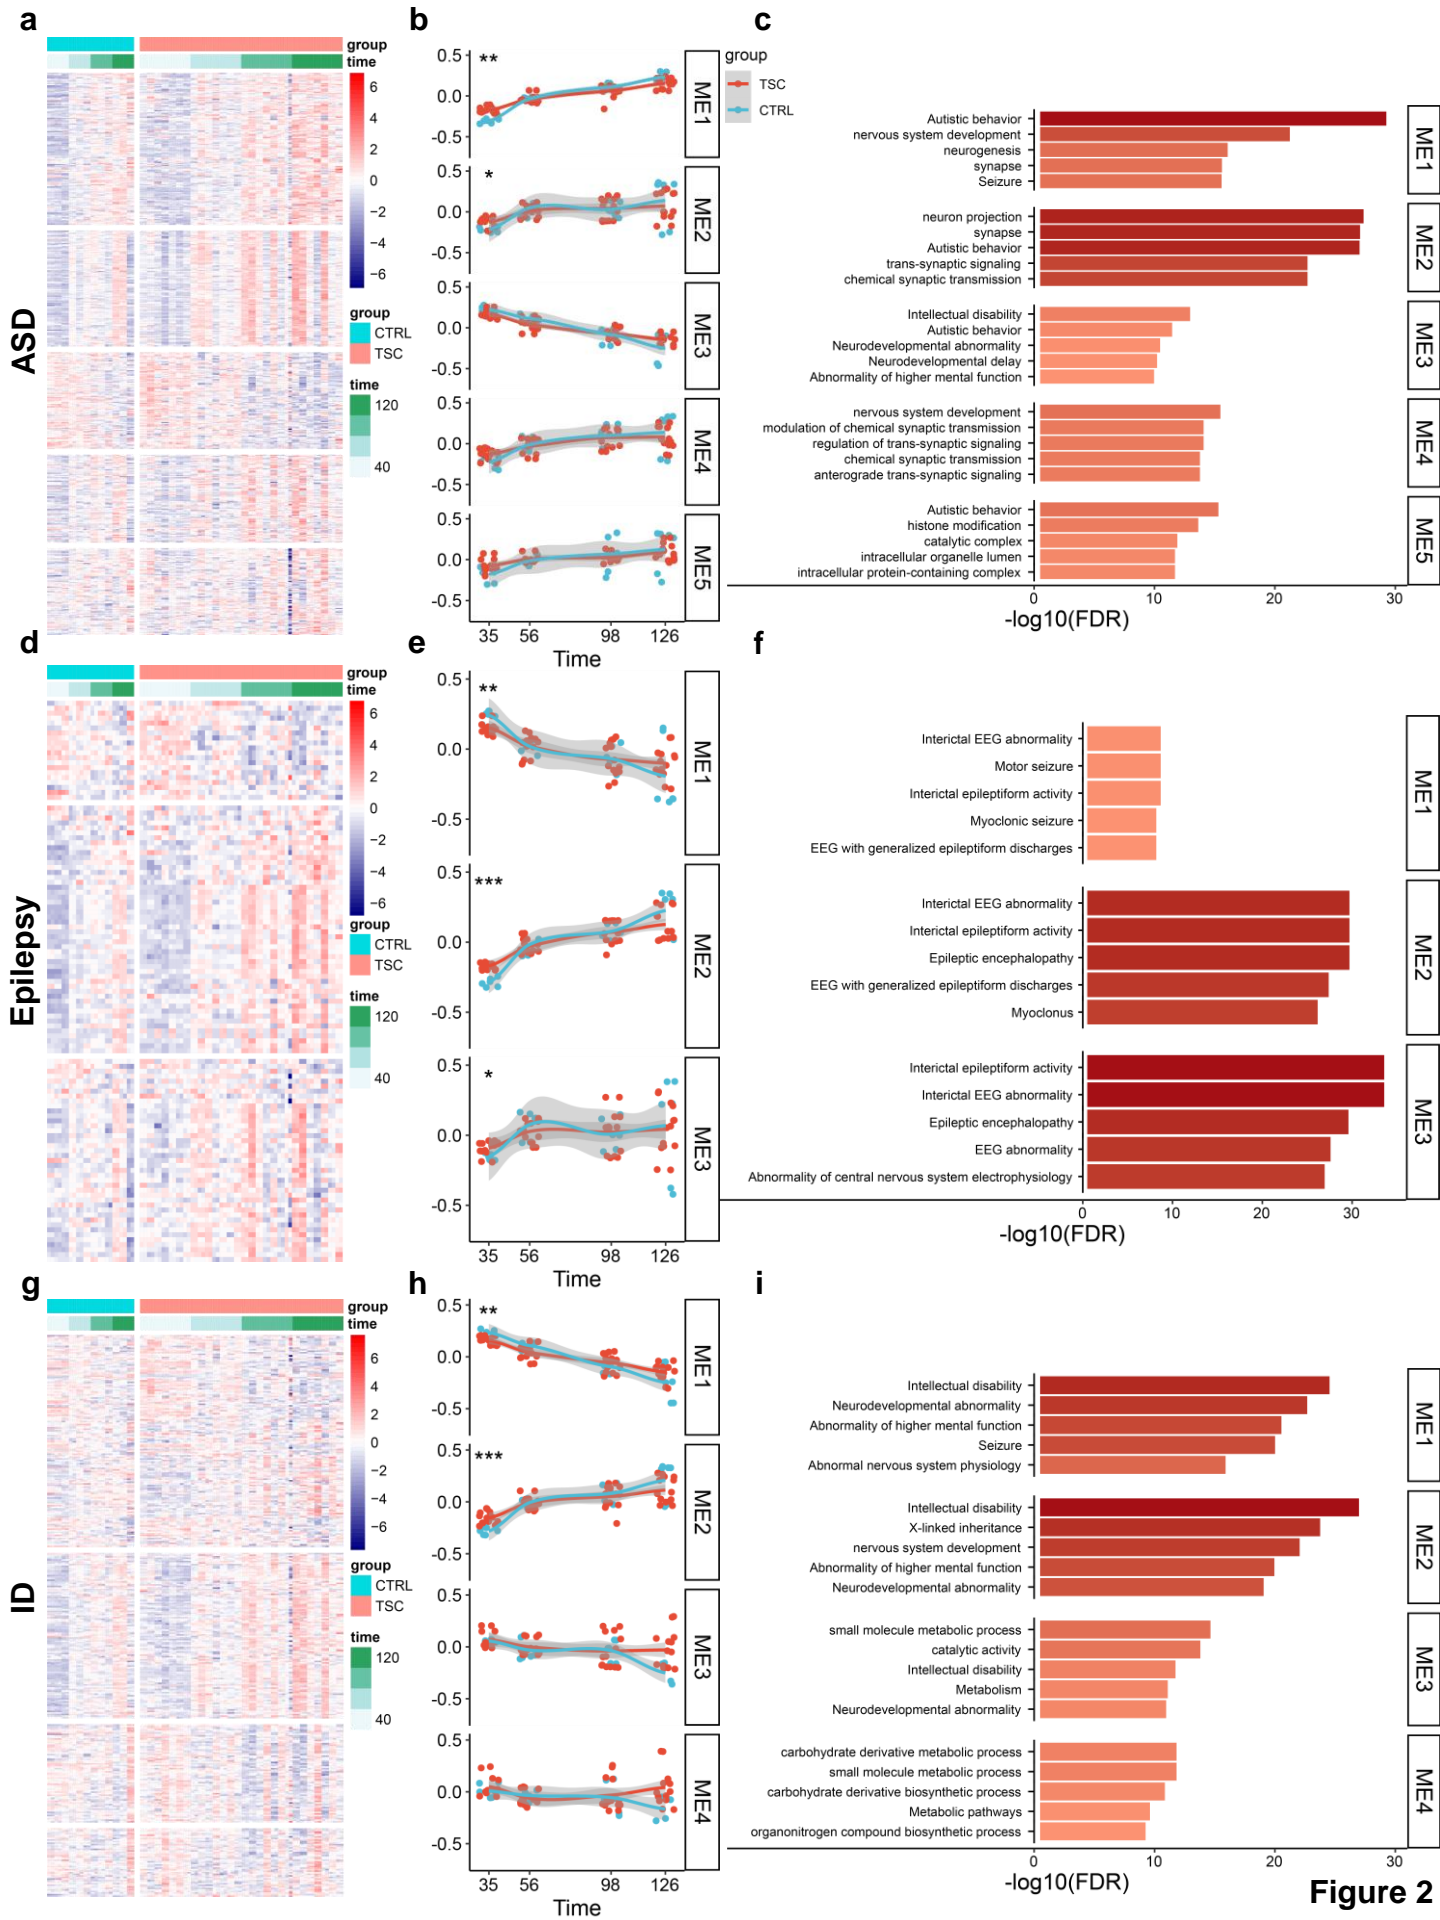 a
group
time
6
4
2
0
−2
−4
−6
group
CTRL
TSC
time
120
40
ASD
b
0.5
0.0
-0.5
**
ME1
0.5
0.0
-0.5
*
ME2
0.5
0.0
-0.5
ME3
0.5
0.0
-0.5
ME4
0.5
0.0
-0.5
ME5
35 56 98 126
Time
group
TSC
CTRL
c
Autistic behavior
nervous system development
neurogenesis
synapse
Seizure
ME1
neuron projection
synapse
Autistic behavior
trans-synaptic signaling
chemical synaptic transmission
ME2
Intellectual disability
Autistic behavior
Neurodevelopmental abnormality
Neurodevelopmental delay
Abnormality of higher mental function
ME3
nervous system development
modulation of chemical synaptic transmission
regulation of trans-synaptic signaling
chemical synaptic transmission
anterograde trans-synaptic signaling
ME4
Autistic behavior
histone modification
catalytic complex
intracellular organelle lumen
intracellular protein-containing complex
ME5
0 10 20 30
-log10(FDR)
d
group
time
6
4
2
0
−2
−4
−6
group
CTRL
TSC
time
120
40
Epilepsy
e
0.5
0.0
-0.5
**
ME1
0.5
0.0
-0.5
***
ME2
0.5
0.0
-0.5
*
ME3
35 56 98 126
Time
f
Interictal EEG abnormality
Motor seizure
Interictal epileptiform activity
Myoclonic seizure
EEG with generalized epileptiform discharges
ME1
Interictal EEG abnormality
Interictal epileptiform activity
Epileptic encephalopathy
EEG with generalized epileptiform discharges
Myoclonus
ME2
Interictal epileptiform activity
Interictal EEG abnormality
Epileptic encephalopathy
EEG abnormality
Abnormality of central nervous system electrophysiology
ME3
0 10 20 30
-log10(FDR)
g
group
time
6
4
2
0
−2
−4
−6
group
CTRL
TSC
time
120
40
ID
h
0.5
0.0
-0.5
**
ME1
0.5
0.0
-0.5
***
ME2
0.5
0.0
-0.5
ME3
0.5
0.0
-0.5
ME4
35 56 98 126
Time
i
Intellectual disability
Neurodevelopmental abnormality
Abnormality of higher mental function
Seizure
Abnormal nervous system physiology
ME1
Intellectual disability
X-linked inheritance
nervous system development
Abnormality of higher mental function
Neurodevelopmental abnormality
ME2
small molecule metabolic process
catalytic activity
Intellectual disability
Metabolism
Neurodevelopmental abnormality
ME3
carbohydrate derivative metabolic process
small molecule metabolic process
carbohydrate derivative biosynthetic process
Metabolic pathways
organonitrogen compound biosynthetic process
ME4
0 10 20 30
-log10(FDR)
Figure 2